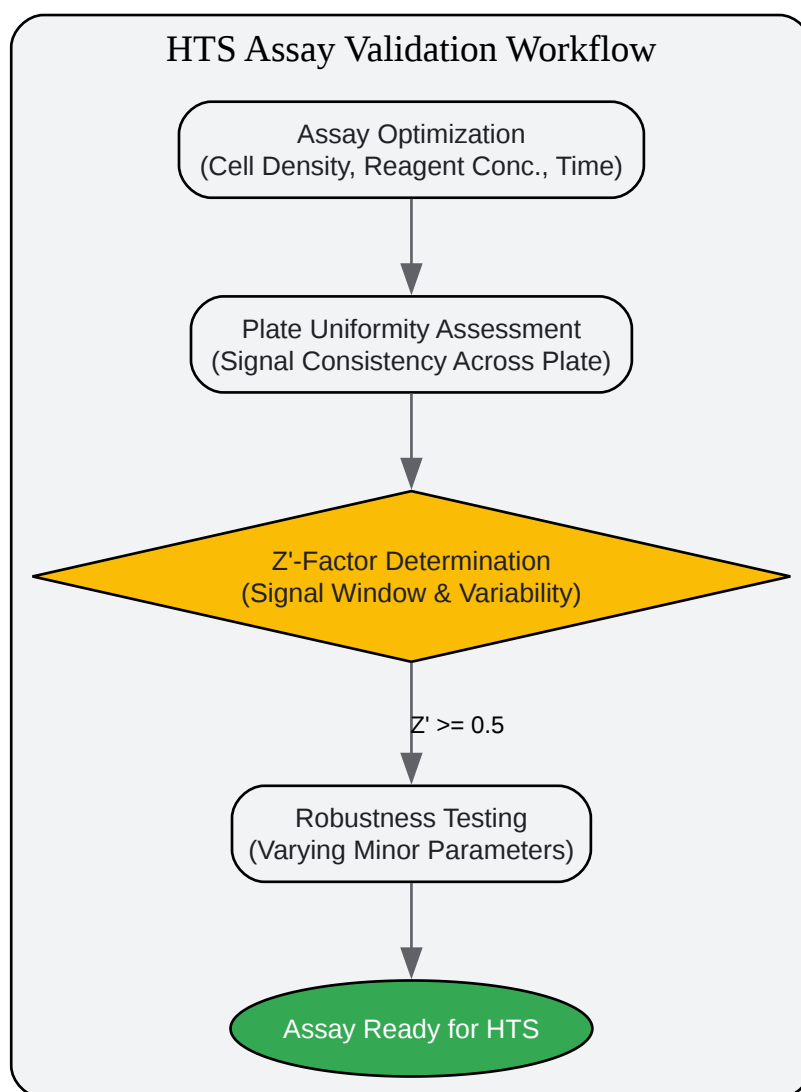 HTS Assay Validation Workflow
Assay Optimization
(Cell Density, Reagent Conc., Time)
Plate Uniformity Assessment
(Signal Consistency Across Plate)
Z'-Factor Determination
(Signal Window & Variability)
Z' >= 0.5
Robustness Testing
(Varying Minor Parameters)
Assay Ready for HTS